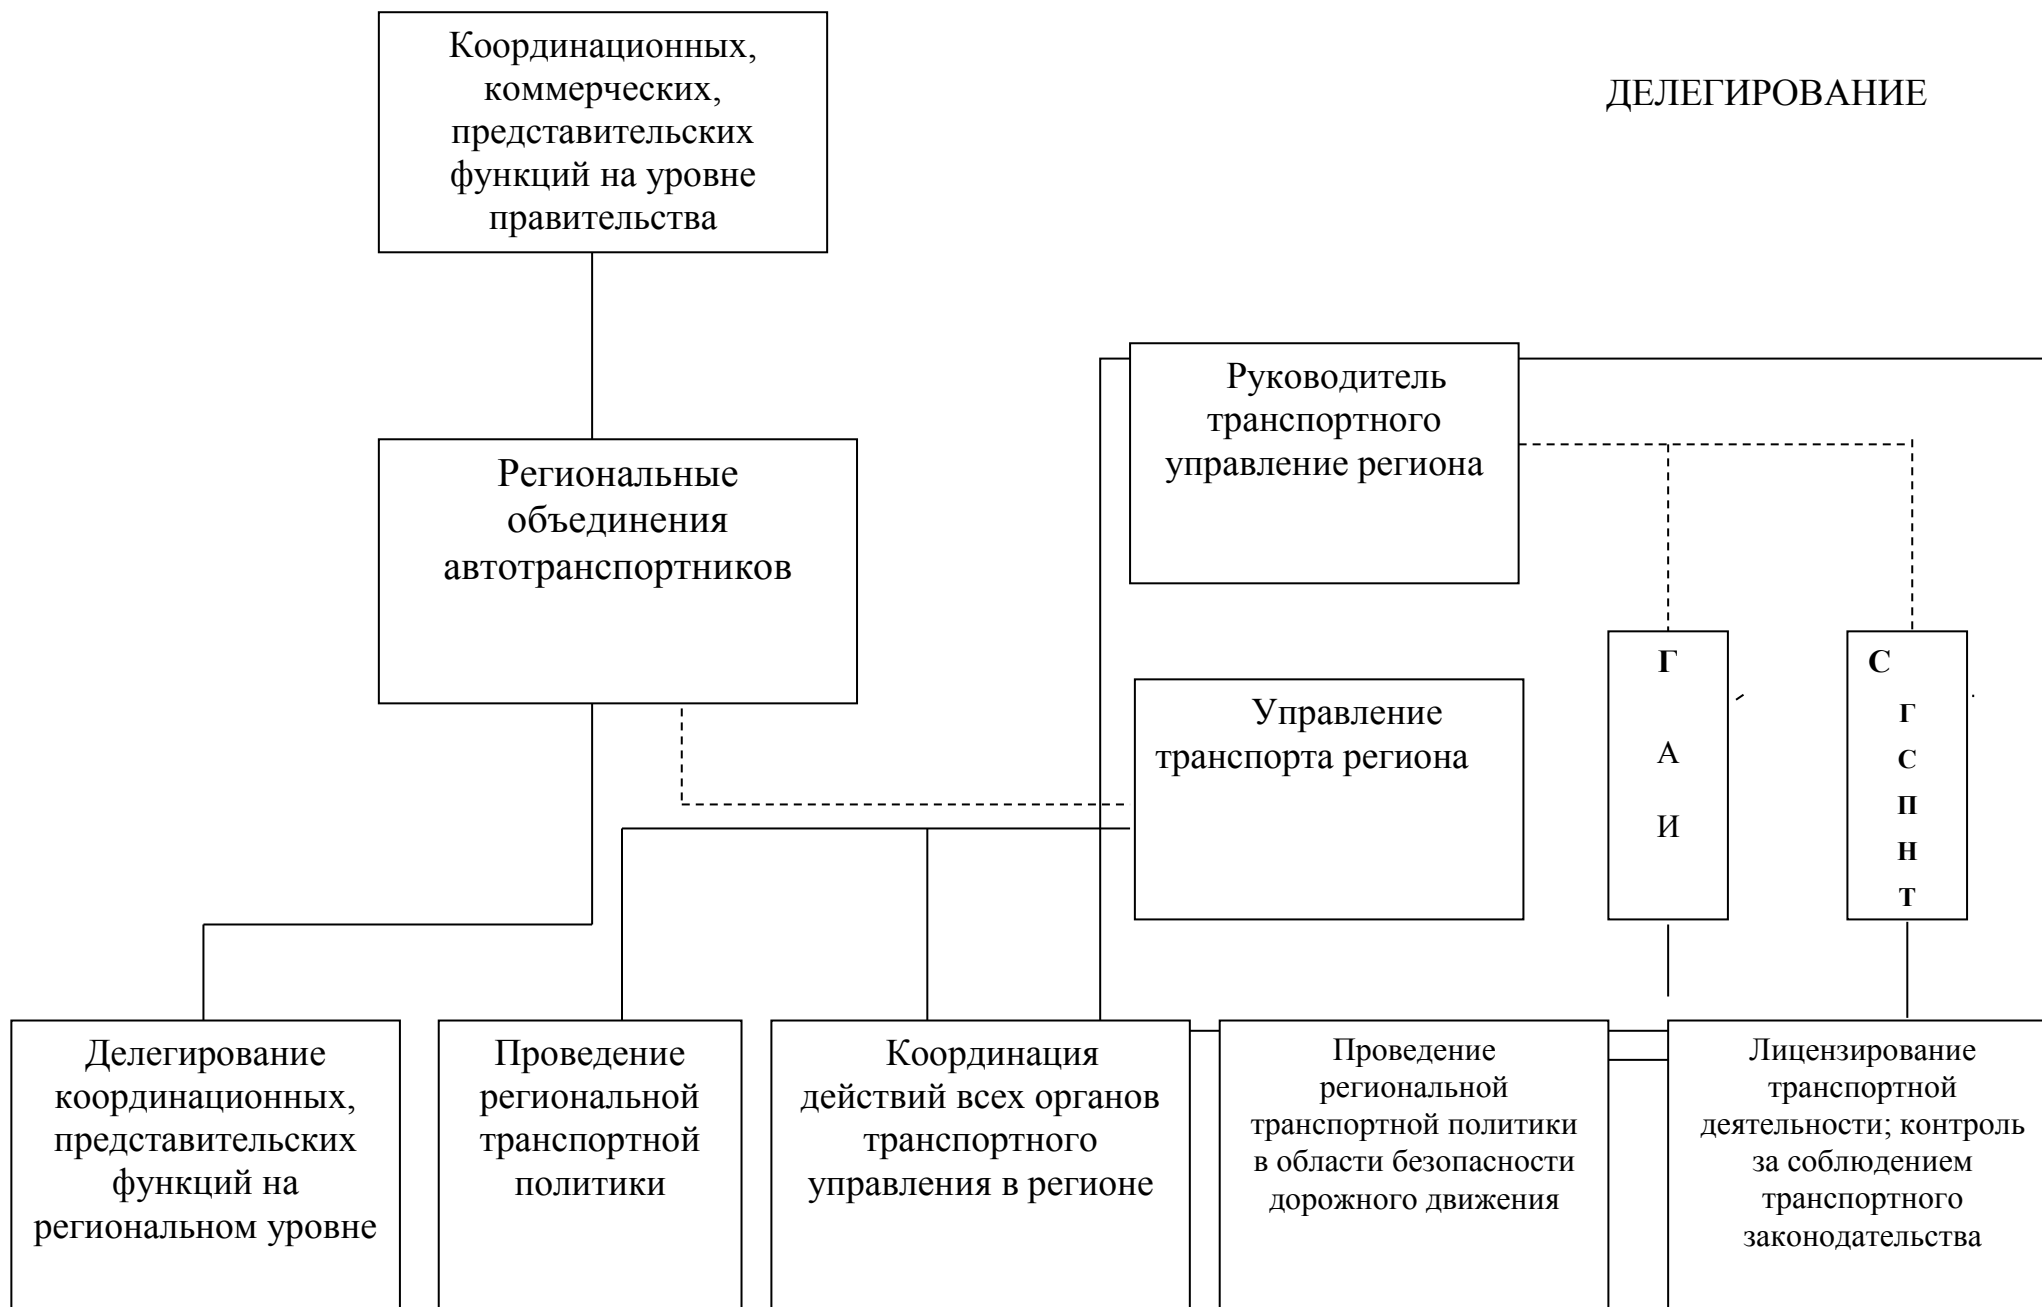 Координационных,
коммерческих,
представительских
функций на уровне
правительства
ДЕЛЕГИРОВАНИЕ
Руководитель
транспортного
управление региона
Региональные
объединения
автотранспортников
Управление
транспорта региона
Г
А
И
С
Г
С
П
Н
Т
Делегирование
координационных,
представительских
функций на
региональном уровне
Проведение
региональной
транспортной
политики
Координация
действий всех органов
транспортного
управления в регионе
Проведение
региональной
транспортной политики
в области безопасности
дорожного движения
Лицензирование
транспортной
деятельности; контроль
за соблюдением
транспортного
законодательства